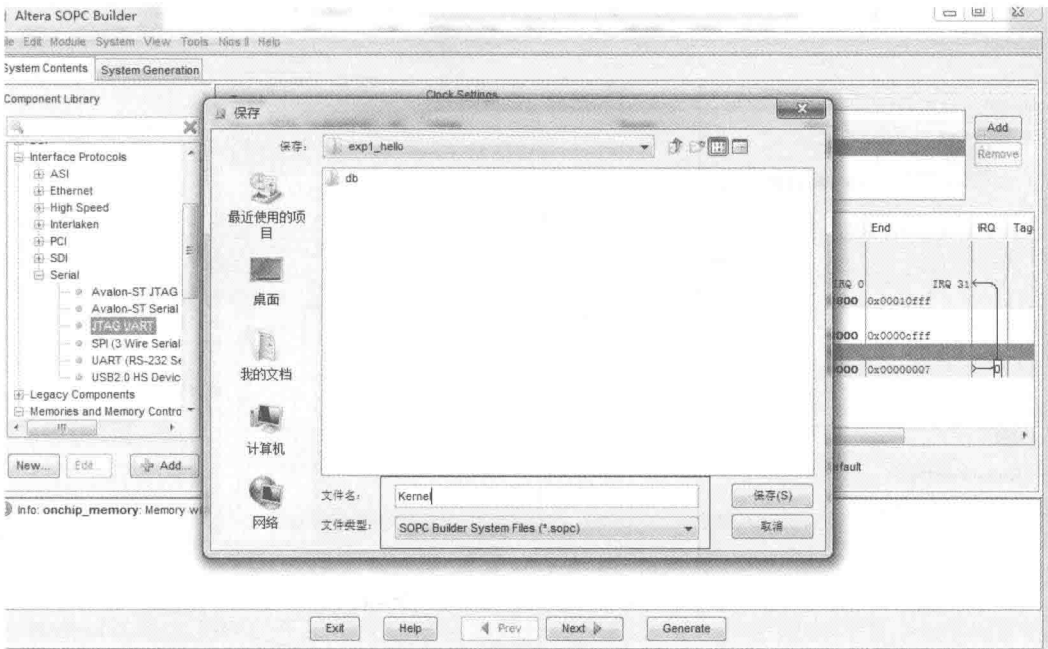 Altera SOPC Builder
Edit Module System View Tools Nios II Help
System Contents System Generation
Component Library
Clock Settings
Add
Remove
保存
保存:
exp1_hello
db
最近使用的项目
桌面
我的文档
计算机
网络
Interface Protocols
ASI
Ethernet
High Speed
Interlaken
PCI
SDI
Serial
Avalon-ST JTAG
Avalon-ST Serial
JTAG UART
SPI (3 Wire Serial
UART (RS-232 Se
USB2.0 HS Devic
Legacy Components
Memories and Memory Contro
New... Edit... Add...
End IRQ Tag
IRQ 0 IRQ 31
800 0x00010fff
000 0x0000cfff
000 0x00000007
文件名: Kernel
保存(S)
文件类型: SOPC Builder System Files (*.sopc)
取消
Info: onchip_memory: Memory
Exit Help Prev Next Generate